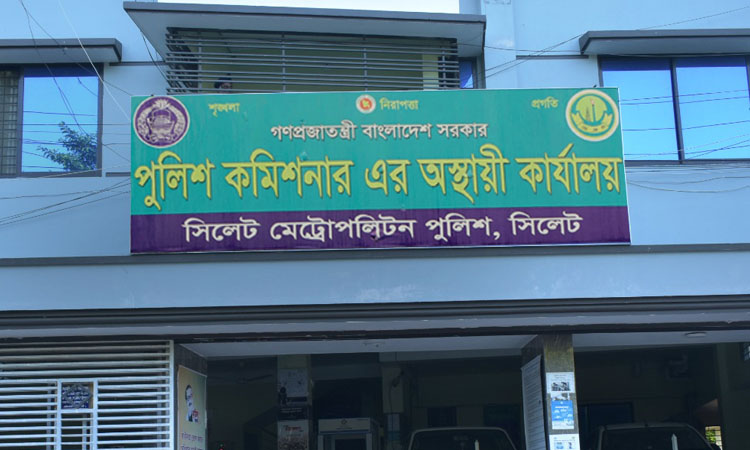 শৃঙ্খলা নিরাপত্তা প্রগতি
গণপ্রজাতন্ত্রী বাংলাদেশ সরকার
পুলিশ কমিশনার এর অস্থায়ী কার্যালয়
সিলেট মেট্রোপলিটন পুলিশ, সিলেট